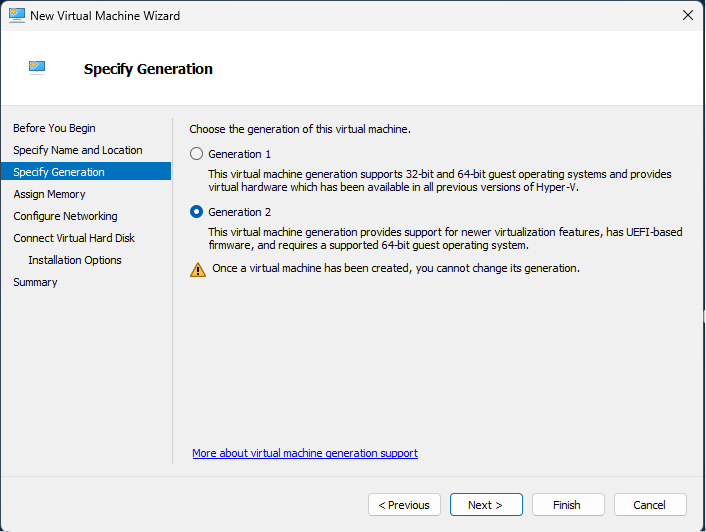 New Virtual Machine Wizard
Specify Generation
Before You Begin
Specify Name and Location
Specify Generation
Assign Memory
Configure Networking
Connect Virtual Hard Disk
Installation Options
Summary
Choose the generation of this virtual machine.
Generation 1
This virtual machine generation supports 32-bit and 64-bit guest operating systems and provides
virtual hardware which has been available in all previous versions of Hyper-V.
Generation 2
This virtual machine generation provides support for newer virtualization features, has UEFI-based
firmware, and requires a supported 64-bit guest operating system.
Once a virtual machine has been created, you cannot change its generation.
More about virtual machine generation support
< Previous
Next >
Finish
Cancel